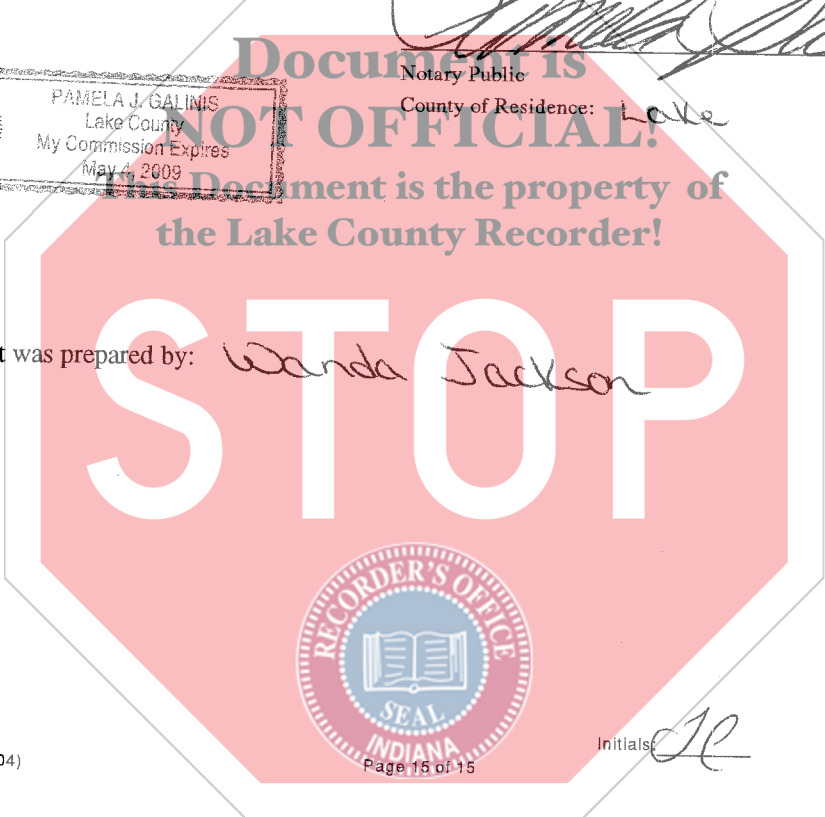 Document is
Notary Public
PAMELA J. GALINIS
County of Residence: Lake
Lake County
NOT OFFICIAL!
My Commission Expires
May 4, 2009
This Document is the property of
the Lake County Recorder!
t was prepared by: Wanda Jackson
STOP
RECORDER'S OFFICE
SEAL
INDIANA
Initials:
04)
Page 15 of 15